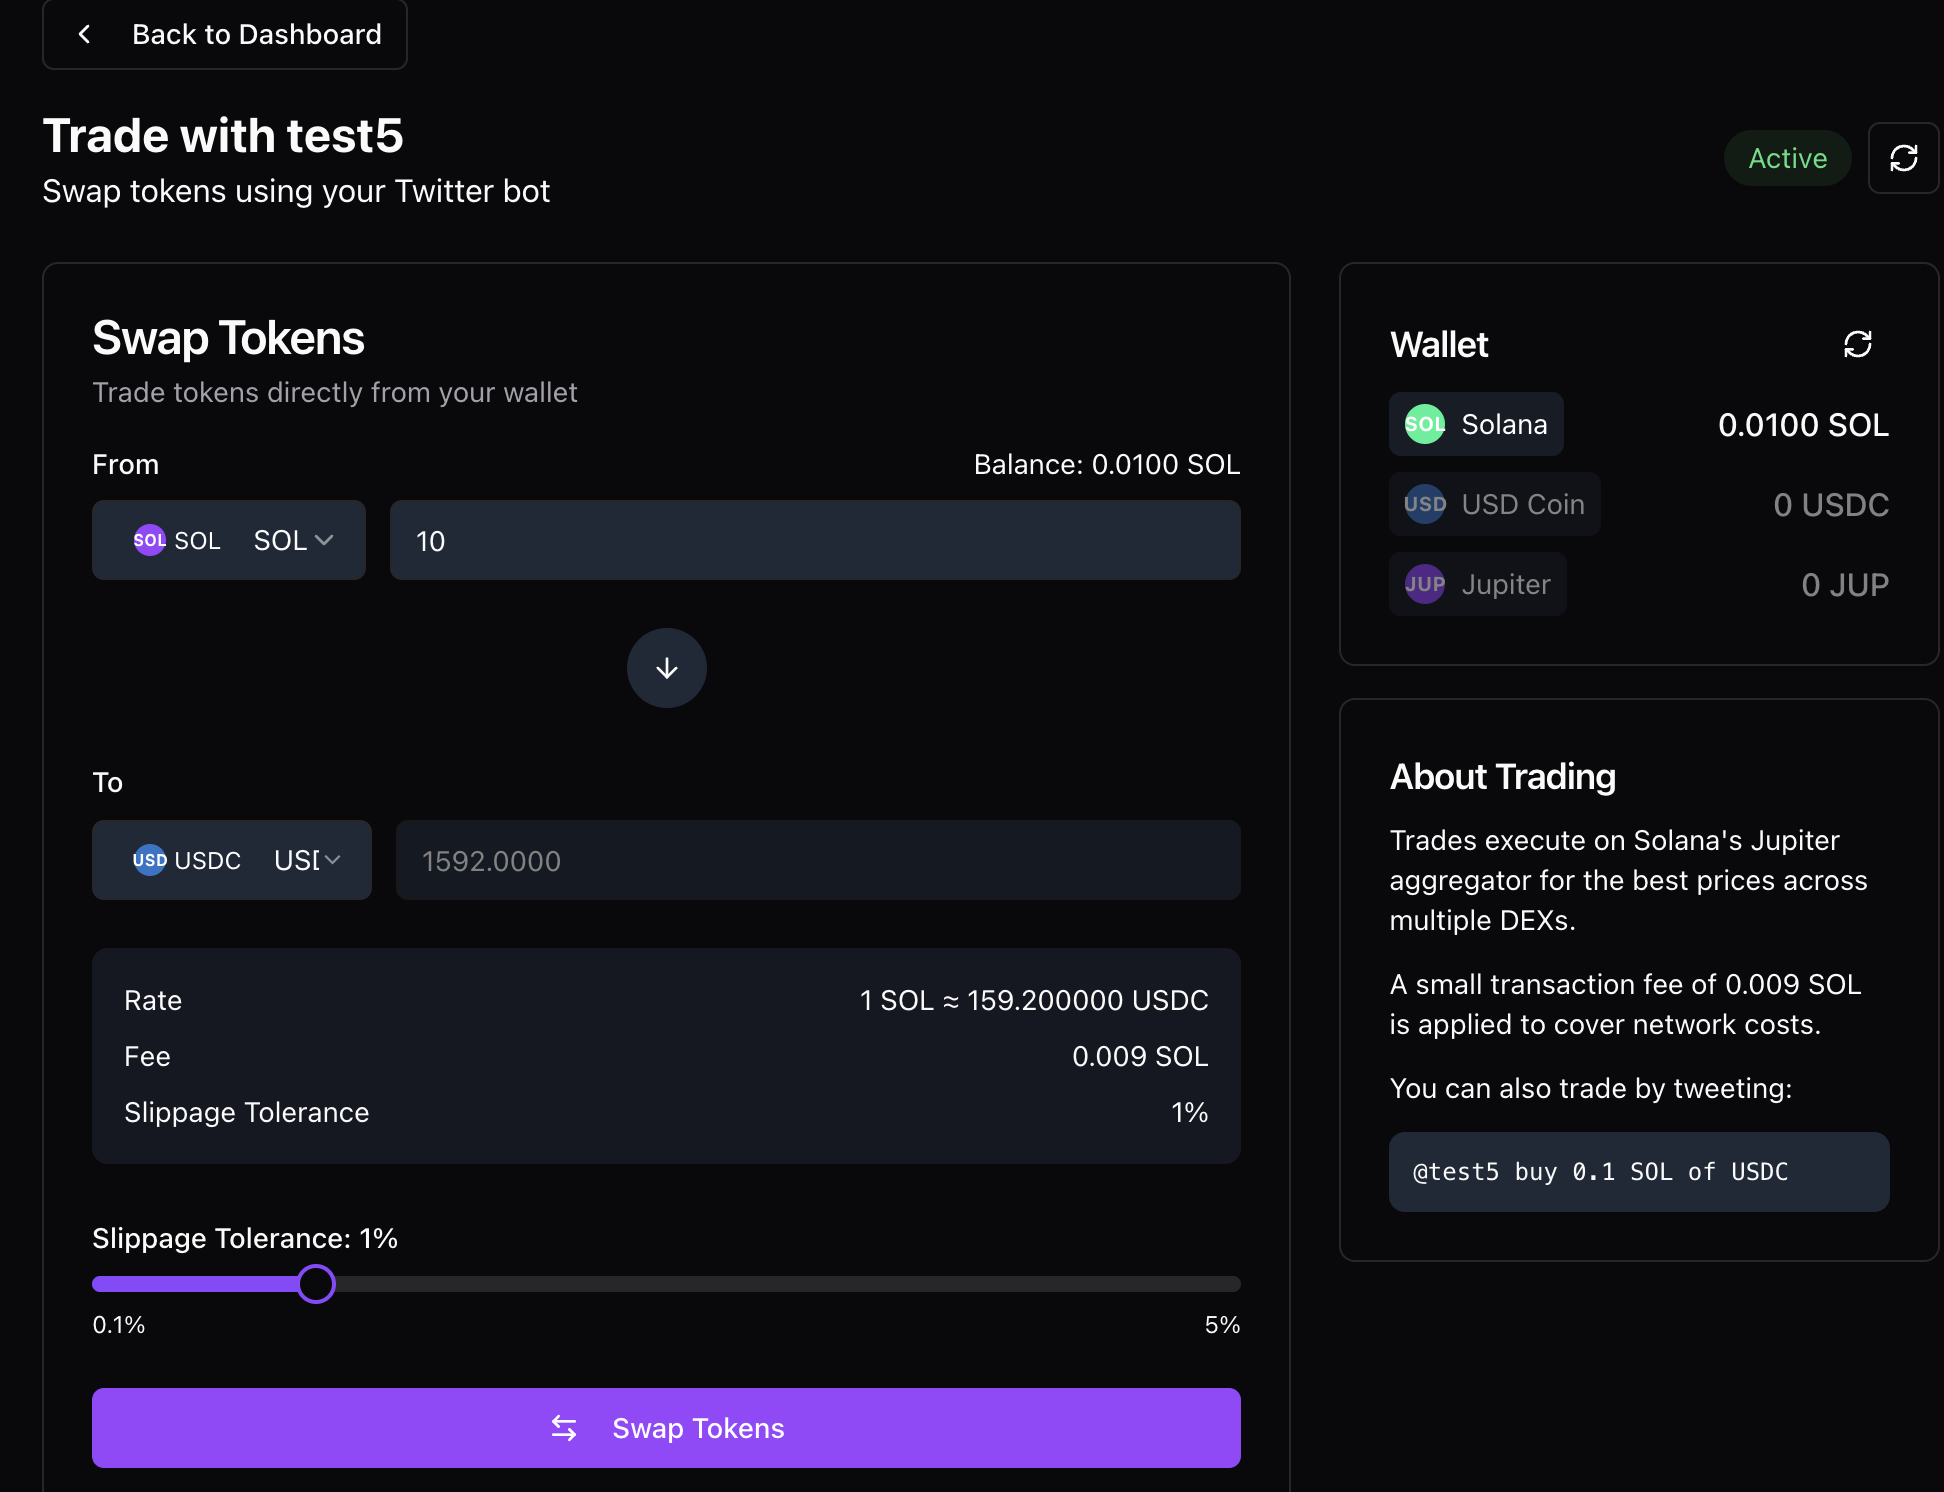 Back to Dashboard
Trade with test5
Swap tokens using your Twitter bot
Active
Swap Tokens
Trade tokens directly from your wallet
From
Balance: 0.0100 SOL
SOL SOL SOL
10
To
USD USDC USD
1592.0000
Rate
1 SOL ≈ 159.200000 USDC
Fee
0.009 SOL
Slippage Tolerance
1%
Slippage Tolerance: 1%
0.1%
5%
Swap Tokens
Wallet
SOL Solana
0.0100 SOL
USD USD Coin
0 USDC
JUP Jupiter
0 JUP
About Trading
Trades execute on Solana's Jupiter
aggregator for the best prices across
multiple DEXs.
A small transaction fee of 0.009 SOL
is applied to cover network costs.
You can also trade by tweeting:
@test5 buy 0.1 SOL of USDC